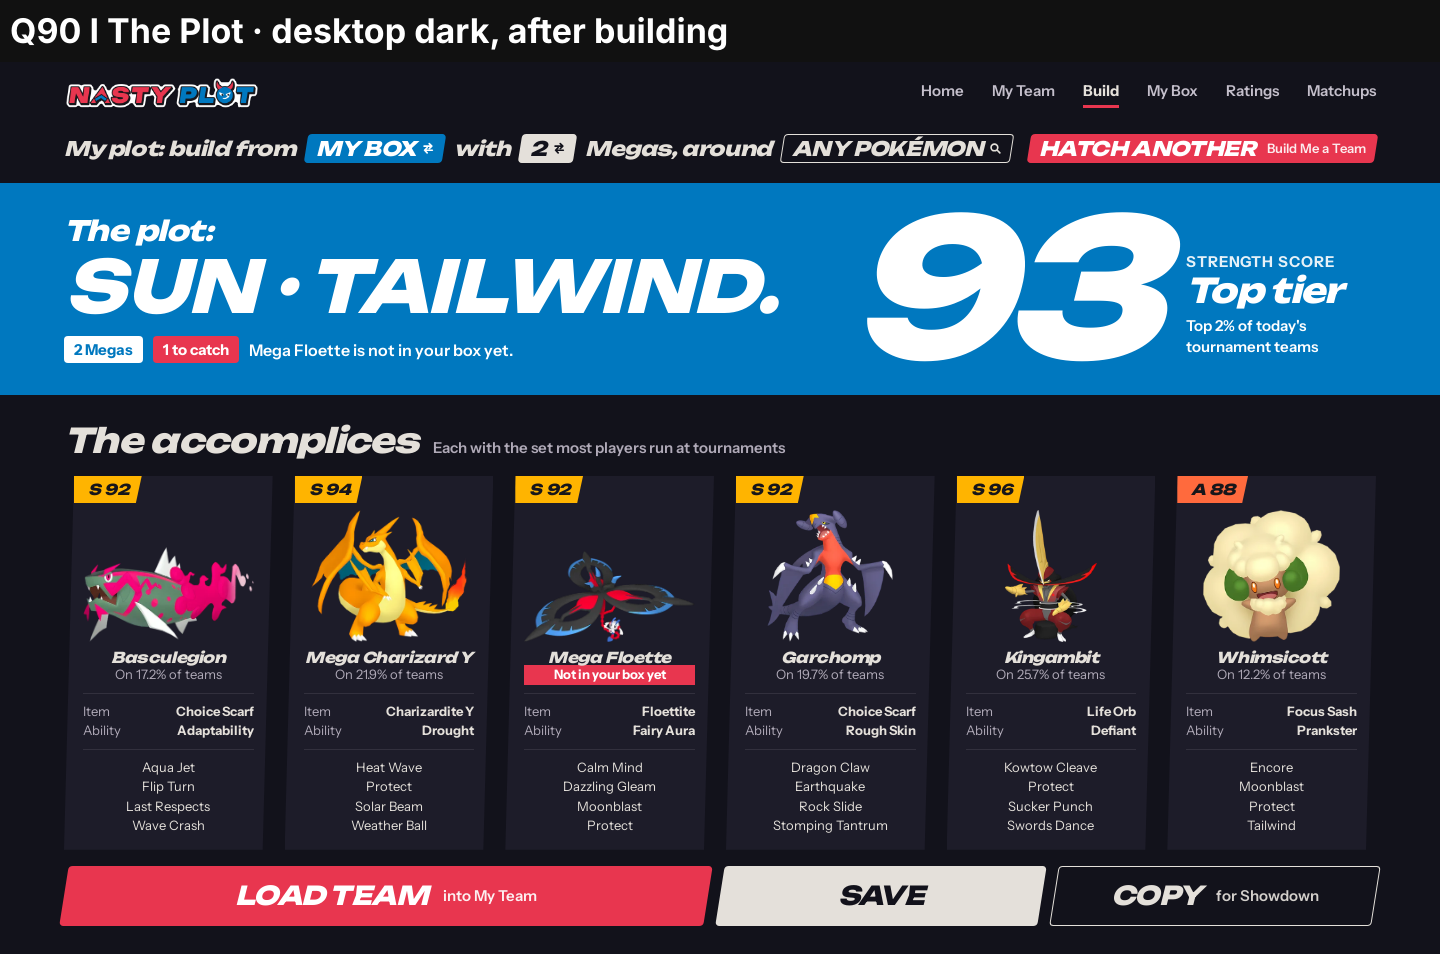 Q90 I The Plot · desktop dark, after building
NASTY PLOT
Home My Team Build My Box Ratings Matchups
My plot: build from MY BOX with 2 Megas, around ANY POKÉMON HATCH ANOTHER Build Me a Team
The plot:
SUN · TAILWIND.
2 Megas 1 to catch Mega Floette is not in your box yet.
93
STRENGTH SCORE
Top tier
Top 2% of today's
tournament teams
The accomplices Each with the set most players run at tournaments
S 92
Basculegion
On 17.2% of teams
Item Choice Scarf
Ability Adaptability
Aqua Jet
Flip Turn
Last Respects
Wave Crash
S 94
Mega Charizard Y
On 21.9% of teams
Item Charizardite Y
Ability Drought
Heat Wave
Protect
Solar Beam
Weather Ball
S 92
Mega Floette
Not in your box yet
Item Floettite
Ability Fairy Aura
Calm Mind
Dazzling Gleam
Moonblast
Protect
S 92
Garchomp
On 19.7% of teams
Item Choice Scarf
Ability Rough Skin
Dragon Claw
Earthquake
Rock Slide
Stomping Tantrum
S 96
Kingambit
On 25.7% of teams
Item Life Orb
Ability Defiant
Kowtow Cleave
Protect
Sucker Punch
Swords Dance
A 88
Whimsicott
On 12.2% of teams
Item Focus Sash
Ability Prankster
Encore
Moonblast
Protect
Tailwind
LOAD TEAM into My Team
SAVE
COPY for Showdown